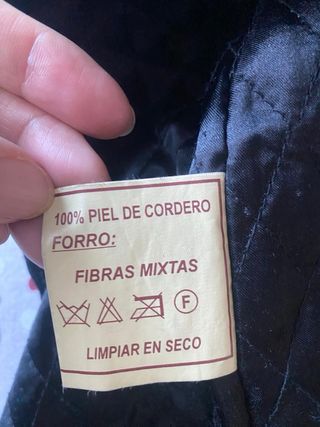 100% PIEL DE CORDERO
FORRO:
FIBRAS MIXTAS
F
LIMPIAR EN SECO